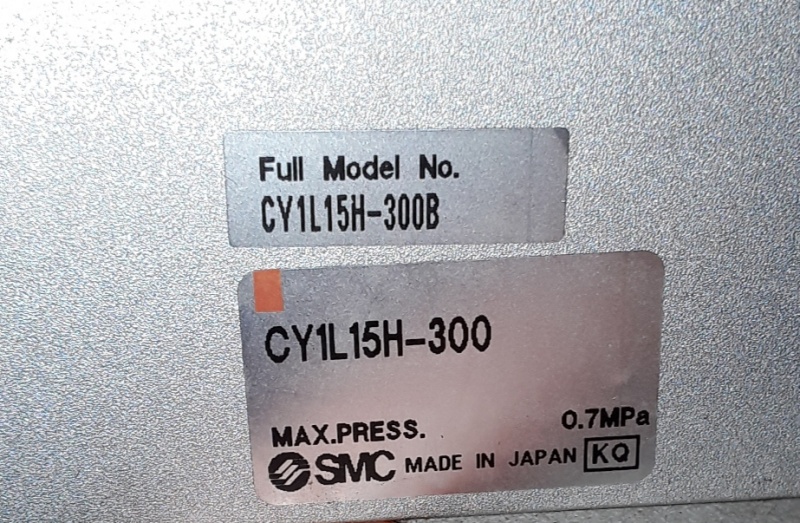 Full Model No.
CY1L15H-300B
CY1L15H-300
MAX.PRESS. 0.7MPa
SMC MADE IN JAPAN KQ